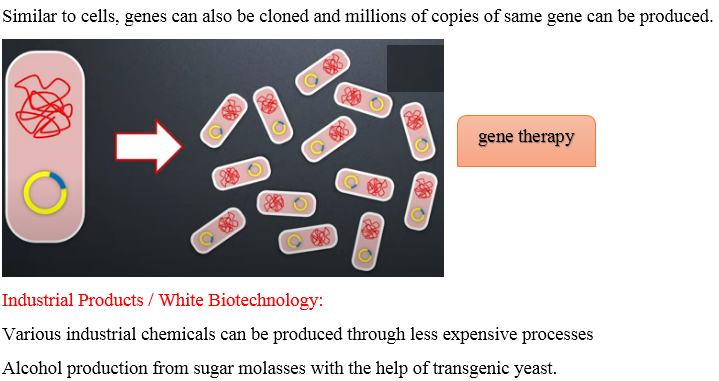 Similar to cells, genes can also be cloned and millions of copies of same gene can be produced.
gene therapy
Industrial Products / White Biotechnology:
Various industrial chemicals can be produced through less expensive processes
Alcohol production from sugar molasses with the help of transgenic yeast.